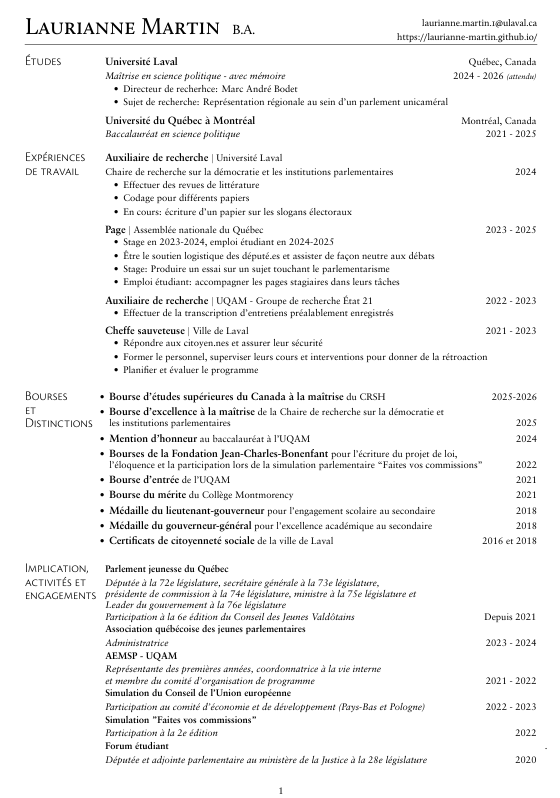 Laurianne Martin B.A.
laurianne.martin.1@ulaval.ca
https://laurianne-martin.github.io/
Études
Université Laval Québec, Canada
Maîtrise en science politique - avec mémoire 2024 - 2026 (attendu)
• Directeur de recherhce: Marc André Bodet
• Sujet de recherche: Représentation régionale au sein d'un parlement unicaméral
Université du Québec à Montréal Montréal, Canada
Baccalauréat en science politique 2021 - 2025
Expériences de travail
Auxiliaire de recherche | Université Laval
Chaire de recherche sur la démocratie et les institutions parlementaires 2024
• Effectuer des revues de littérature
• Codage pour différents papiers
• En cours: écriture d'un papier sur les slogans électoraux
Page | Assemblée nationale du Québec 2023 - 2025
• Stage en 2023-2024, emploi étudiant en 2024-2025
• Être le soutien logistique des député.es et assister de façon neutre aux débats
• Stage: Produire un essai sur un sujet touchant le parlementarisme
• Emploi étudiant: accompagner les pages stagiaires dans leurs tâches
Auxiliaire de recherche | UQAM - Groupe de recherche État 21 2022 - 2023
• Effectuer de la transcription d'entretiens préalablement enregistrés
Cheffe sauveteuse | Ville de Laval 2021 - 2023
• Répondre aux citoyen.nes et assurer leur sécurité
• Former le personnel, superviser leurs cours et interventions pour donner de la rétroaction
• Planifier et évaluer le programme
Bourses et Distinctions
• Bourse d'études supérieures du Canada à la maîtrise du CRSH 2025-2026
• Bourse d'excellence à la maîtrise de la Chaire de recherche sur la démocratie et
les institutions parlementaires 2025
• Mention d'honneur au baccalauréat à l'UQAM 2024
• Bourses de la Fondation Jean-Charles-Bonenfant pour l'écriture du projet de loi,
l'éloquence et la participation lors de la simulation parlementaire “Faites vos commissions” 2022
• Bourse d'entrée de l'UQAM 2021
• Bourse du mérite du Collège Montmorency 2021
• Médaille du lieutenant-gouverneur pour l'engagement scolaire au secondaire 2018
• Médaille du gouverneur-général pour l'excellence académique au secondaire 2018
• Certificats de citoyenneté sociale de la ville de Laval 2016 et 2018
Implication, activités et engagements
Parlement jeunesse du Québec
Députée à la 72e législature, secrétaire générale à la 73e législature,
présidente de commission à la 74e législature, ministre à la 75e législature et
Leader du gouvernement à la 76e législature
Participation à la 6e édition du Conseil des Jeunes Valdôtains Depuis 2021
Association québécoise des jeunes parlementaires
Administratrice 2023 - 2024
AEMSP - UQAM
Représentante des premières années, coordonnatrice à la vie interne
et membre du comité d'organisation de programme 2021 - 2022
Simulation du Conseil de l'Union européenne
Participation au comité d'économie et de développement (Pays-Bas et Pologne) 2022 - 2023
Simulation "Faites vos commissions"
Participation à la 2e édition 2022
Forum étudiant
Députée et adjointe parlementaire au ministère de la Justice à la 28e législature 2020
1